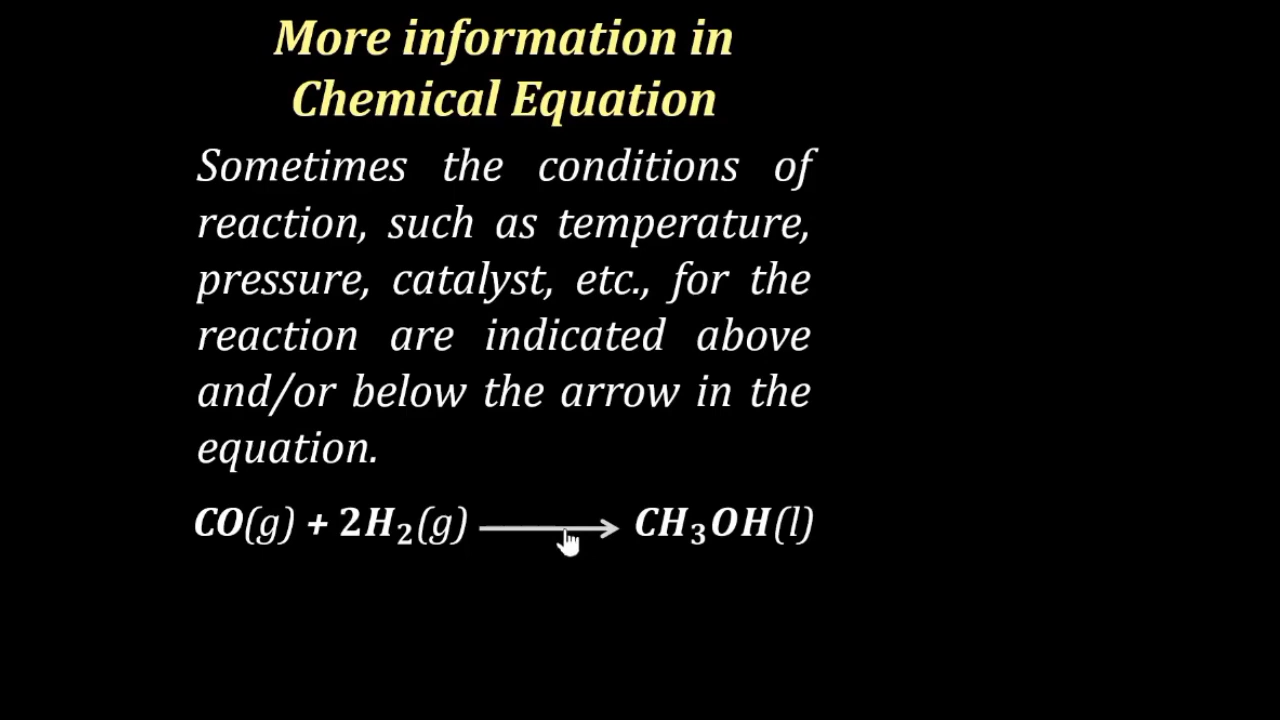 More information in
Chemical Equation
Sometimes the conditions of
reaction, such as temperature,
pressure, catalyst, etc., for the
reaction are indicated above
and/or below the arrow in the
equation.
CO(g) + 2H₂(g) ⟶ CH₃OH(l)